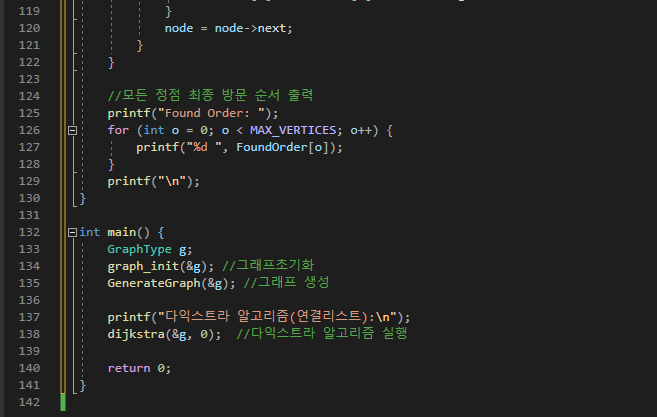 119 }
120 node = node->next;
121 }
122 }
123
124 //모든 정점 최종 방문 순서 출력
125 printf("Found Order: ");
126 for (int o = 0; o < MAX_VERTICES; o++) {
127 printf("%d ", FoundOrder[o]);
128 }
129 printf("\n");
130 }
131
132 int main() {
133 GraphType g;
134 graph_init(&g); //그래프초기화
135 GenerateGraph(&g); //그래프 생성
136
137 printf("다익스트라 알고리즘(연결리스트):\n");
138 dijkstra(&g, 0); //다익스트라 알고리즘 실행
139
140 return 0;
141 }
142